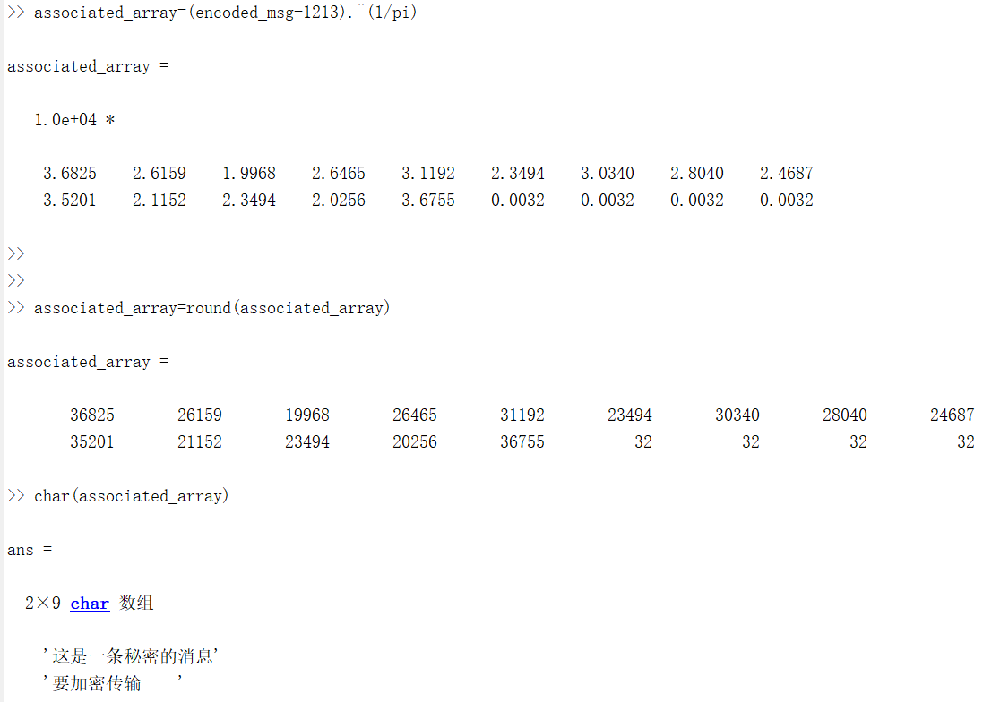 >> associated_array=(encoded_msg-1213).^(1/pi)
associated_array =
1.0e+04 *
3.6825 2.6159 1.9968 2.6465 3.1192 2.3494 3.0340 2.8040 2.4687
3.5201 2.1152 2.3494 2.0256 3.6755 0.0032 0.0032 0.0032 0.0032
>>
>>
>> associated_array=round(associated_array)
associated_array =
36825 26159 19968 26465 31192 23494 30340 28040 24687
35201 21152 23494 20256 36755 32 32 32 32
>> char(associated_array)
ans =
2×9 char 数组
'这是一条秘密的消息'
'要加密传输    '